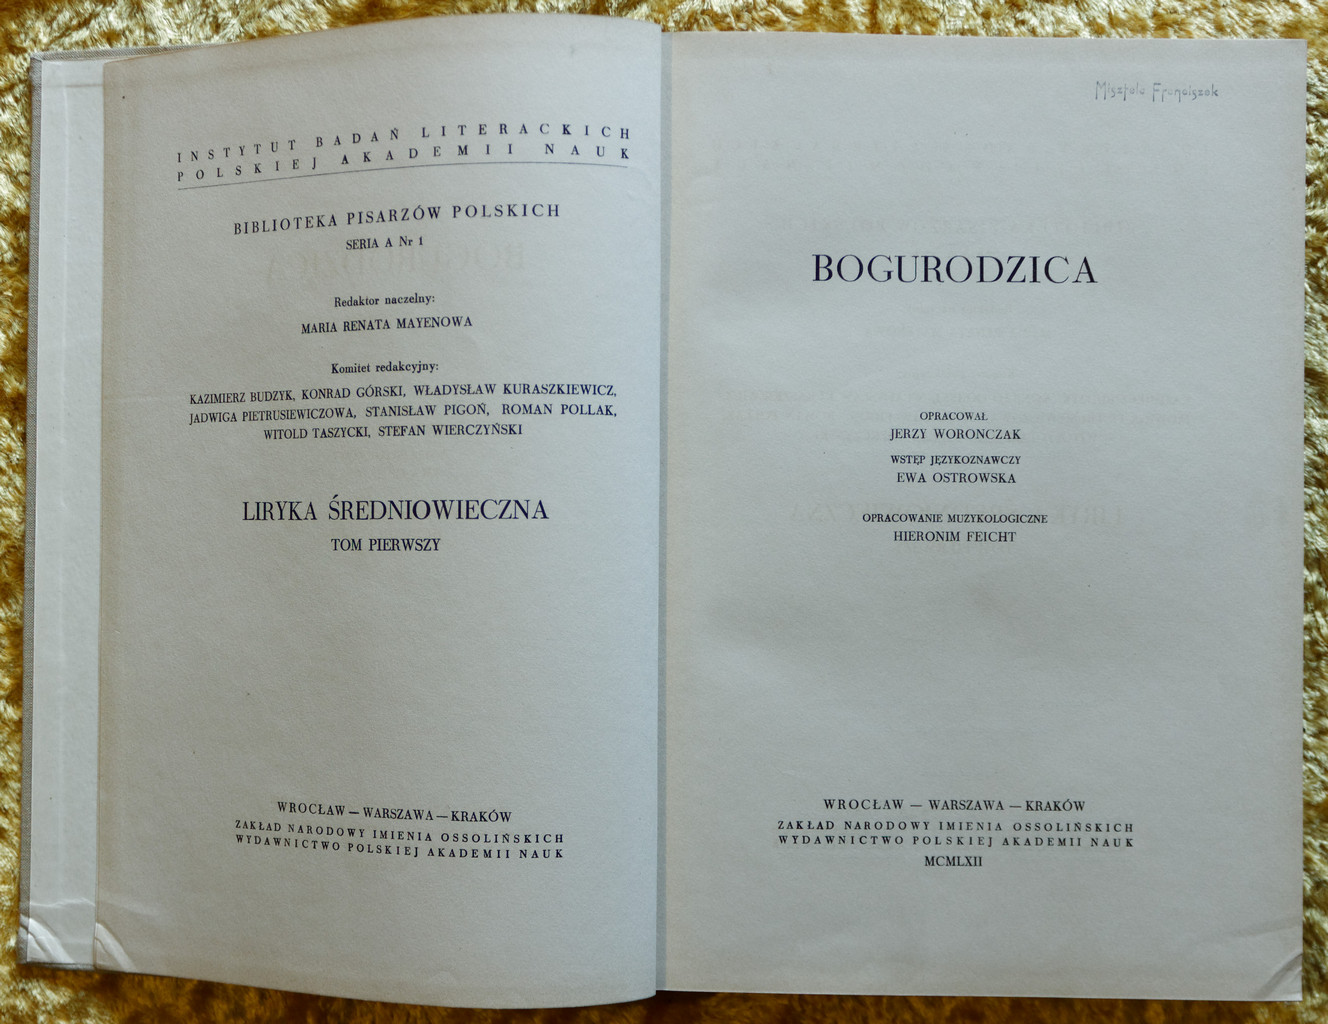 INSTYTUT BADAŃ LITERACKICH
POLSKIEJ AKADEMII NAUK
BIBLIOTEKA PISARZÓW POLSKICH
SERIA A Nr 1
Redaktor naczelny:
MARIA RENATA MAYENOWA
Komitet redakcyjny:
KAZIMIERZ BUDZYK, KONRAD GÓRSKI, WŁADYSŁAW KURASZKIEWICZ,
JADWIGA PIETRUSIEWICZOWA, STANISŁAW PIGOŃ, ROMAN POLLAK,
WITOLD TASZYCKI, STEFAN WIERCZYŃSKI
LIRYKA ŚREDNIOWIECZNA
TOM PIERWSZY
WROCŁAW — WARSZAWA — KRAKÓW
ZAKŁAD NARODOWY IMIENIA OSSOLIŃSKICH
WYDAWNICTWO POLSKIEJ AKADEMII NAUK
Misztala Franciszek
BOGURODZICA
OPRACOWAŁ
JERZY WORONCZAK
WSTĘP JĘZYKOZNAWCZY
EWA OSTROWSKA
OPRACOWANIE MUZYKOLOGICZNE
HIERONIM FEICHT
WROCŁAW — WARSZAWA — KRAKÓW
ZAKŁAD NARODOWY IMIENIA OSSOLIŃSKICH
WYDAWNICTWO POLSKIEJ AKADEMII NAUK
MCMLXII